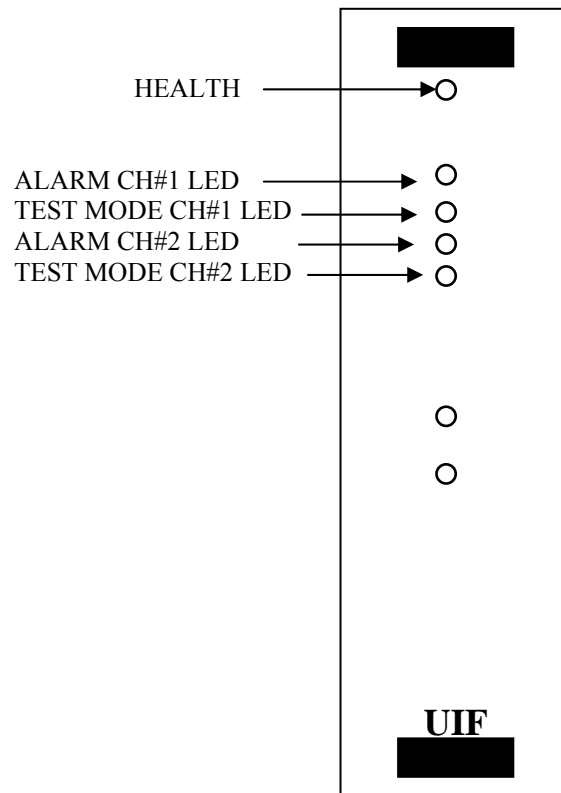 HEALTH
ALARM CH#1 LED
TEST MODE CH#1 LED
ALARM CH#2 LED
TEST MODE CH#2 LED
UIF